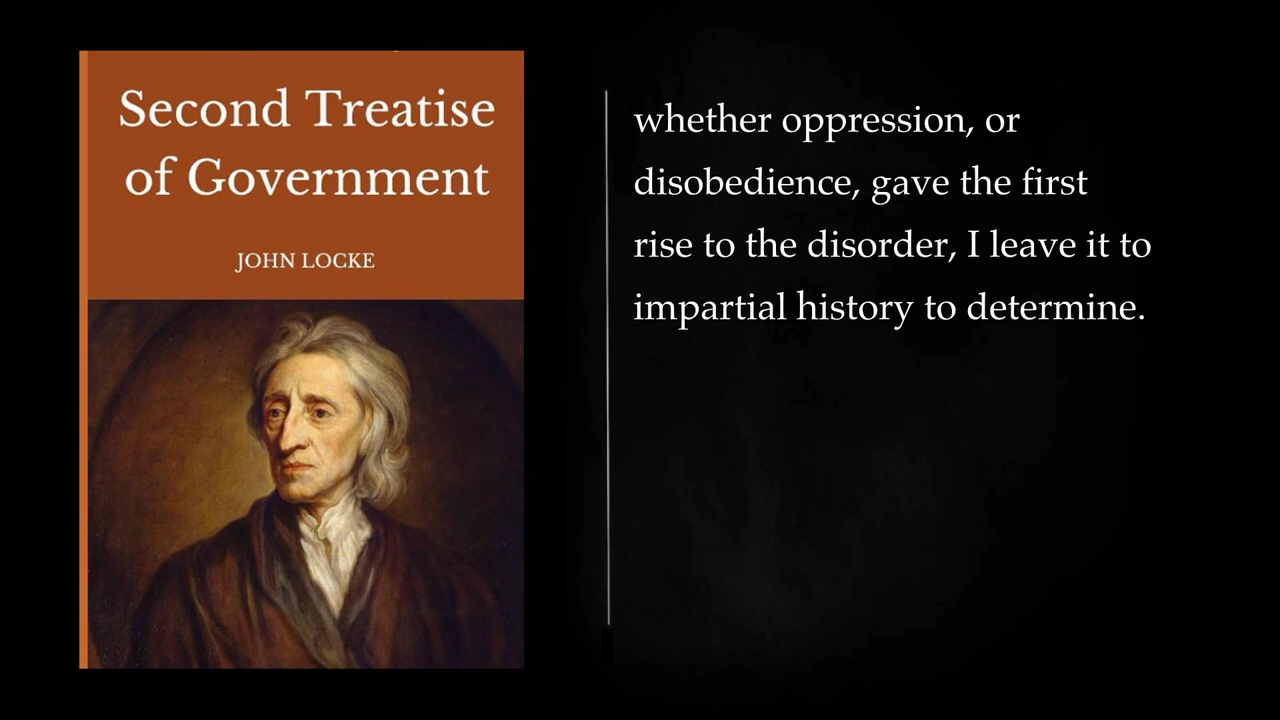 Second Treatise
of Government
JOHN LOCKE
whether oppression, or
disobedience, gave the first
rise to the disorder, I leave it to
impartial history to determine.